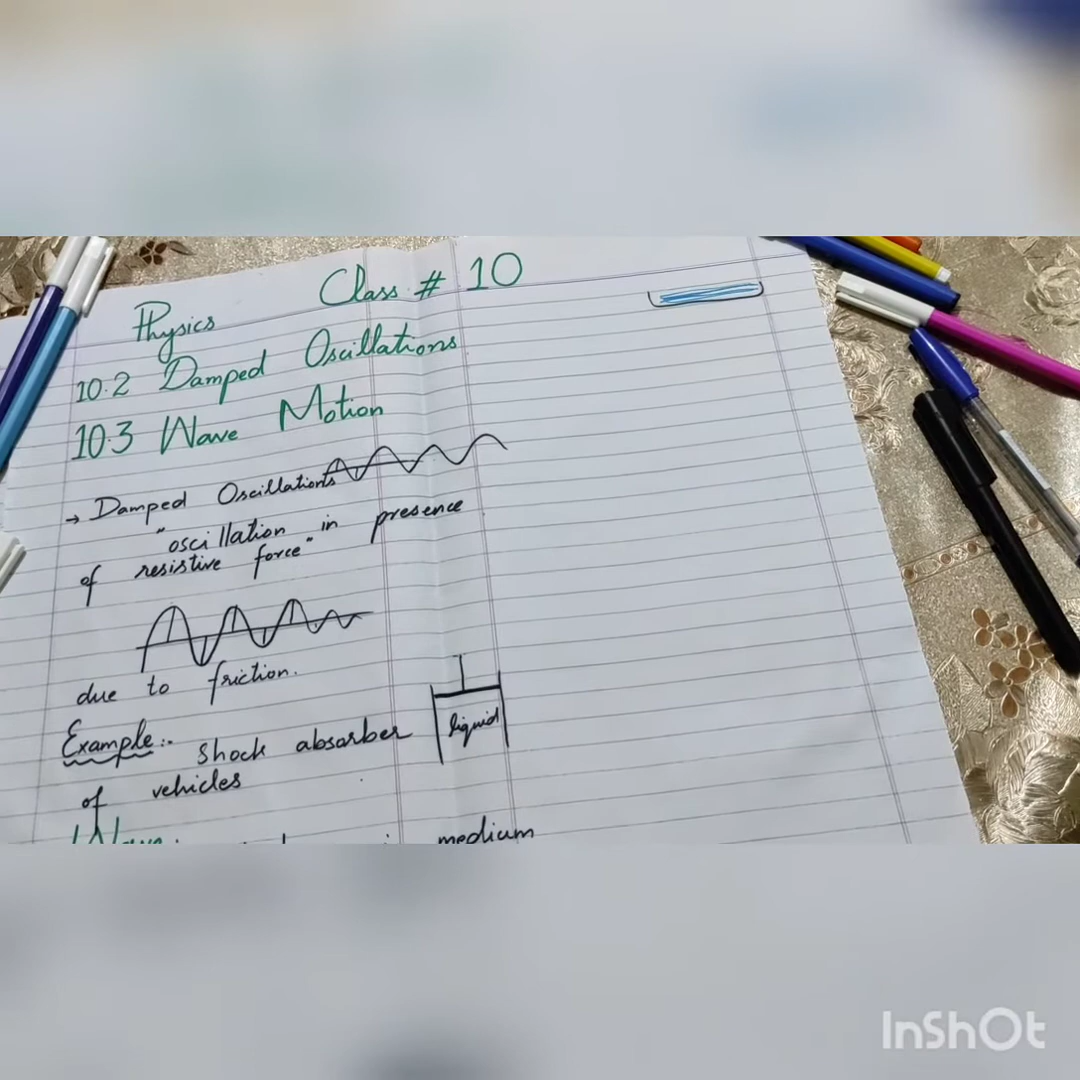 Class # 10
Physics
10.2 Damped Oscillations
10.3 Wave Motion
→ Damped Oscillations
"oscillation in presence
of resistive force"
due to friction.
Example:- shock absorber
liquid
of vehicles
medium
InShOt